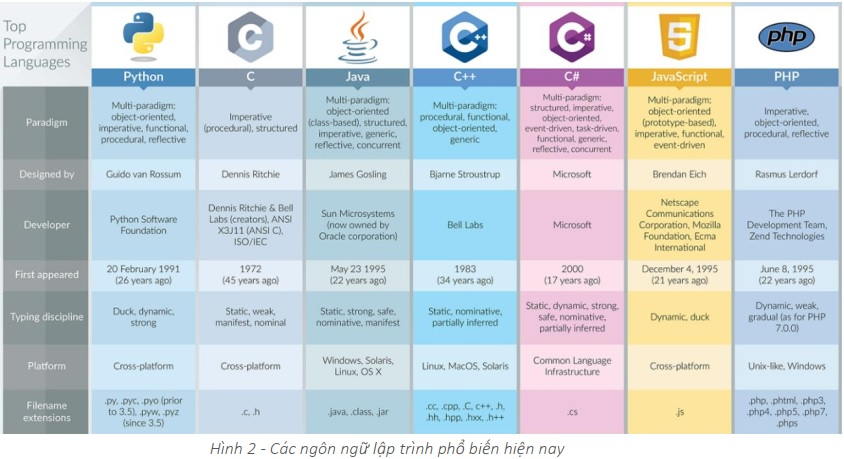 Top
Programming
Languages
C
C++
C#
5
php
Python
C
Java
C++
C#
JavaScript
PHP
Paradigm
Multi-paradigm:
object-oriented,
imperative, functional,
procedural, reflective
Imperative
(procedural), structured
Multi-paradigm:
object-oriented
(class-based), structured,
imperative, generic,
reflective, concurrent
Multi-paradigm:
procedural, functional,
object-oriented,
generic
Multi-paradigm:
structured, imperative,
object-oriented,
event-driven, task-driven,
functional, generic,
reflective, concurrent
Multi-paradigm:
object-oriented
(prototype-based),
imperative, functional,
event-driven
Imperative,
object-oriented,
procedural, reflective
Designed by
Guido van Rossum
Dennis Ritchie
James Gosling
Bjarne Stroustrup
Microsoft
Brendan Eich
Rasmus Lerdorf
Developer
Python Software
Foundation
Dennis Ritchie & Bell
Labs (creators), ANSI
X3J11 (ANSI C),
ISO/IEC
Sun Microsystems
(now owned by
Oracle corporation)
Bell Labs
Microsoft
Netscape
Communications
Corporation, Mozilla
Foundation, Ecma
International
The PHP
Development Team,
Zend Technologies
First appeared
20 February 1991
(26 years ago)
1972
(45 years ago)
May 23 1995
(22 years ago)
1983
(34 years ago)
2000
(17 years ago)
December 4, 1995
(21 years ago)
June 8, 1995
(22 years ago)
Typing discipline
Duck, dynamic,
strong
Static, weak,
manifest, nominal
Static, strong, safe,
nominative, manifest
Static, nominative,
partially inferred
Static, dynamic, strong,
safe, nominative,
partially inferred
Dynamic, duck
Dynamic, weak,
gradual (as for PHP
7.0.0)
Platform
Cross-platform
Cross-platform
Windows, Solaris,
Linux, OS X
Linux, MacOS, Solaris
Common Language
Infrastructure
Cross-platform
Unix-like, Windows
Filename
extensions
.py, .pyc, .pyo (prior
to 3.5), .pyw, .pyz
(since 3.5)
.c, .h
.java, .class, .jar
.cc, .cpp, .C, c++, .h,
.hh, .hpp, .hxx, .h++
.cs
.js
.php, .phtml, .php3,
.php4, .php5, .php7,
.phps
Hình 2 - Các ngôn ngữ lập trình phổ biến hiện nay